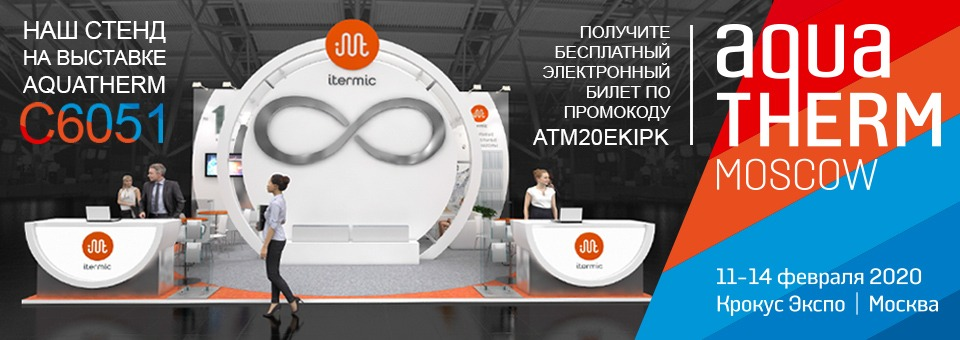 НАШ СТЕНД
НА ВЫСТАВКЕ
AQUATHERM
C6051
itermic
itermic
itermic
ПОЛУЧИТЕ
БЕСПЛАТНЫЙ
ЭЛЕКТРОННЫЙ
БИЛЕТ ПО
ПРОМОКОДУ
ATM20EKIPK
aqua
THERM
MOSCOW
11-14 февраля 2020
Крокус Экспо | Москва